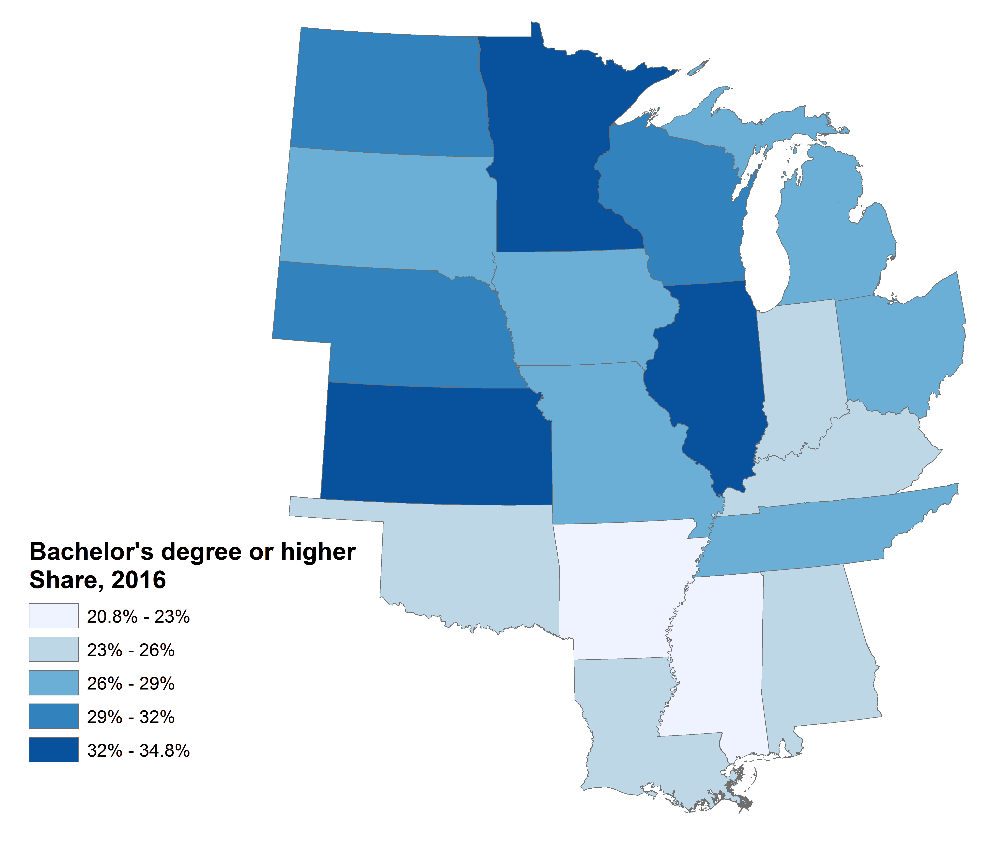 Bachelor's degree or higher
Share, 2016
20.8% - 23%
23% - 26%
26% - 29%
29% - 32%
32% - 34.8%